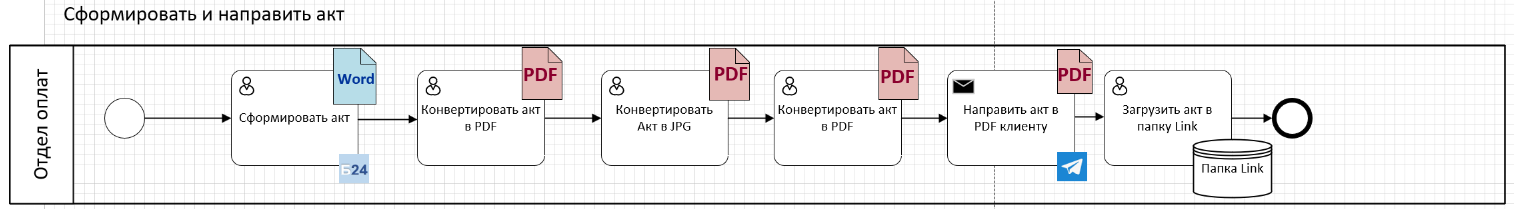 Сформировать и направить акт
Отдел оплат
Word
Сформировать акт
Б24
PDF
Конвертировать акт
в PDF
PDF
Конвертировать
Акт в JPG
PDF
Конвертировать акт
в PDF
PDF
Направить акт в
PDF клиенту
Загрузить акт в
папку Link
Папка Link